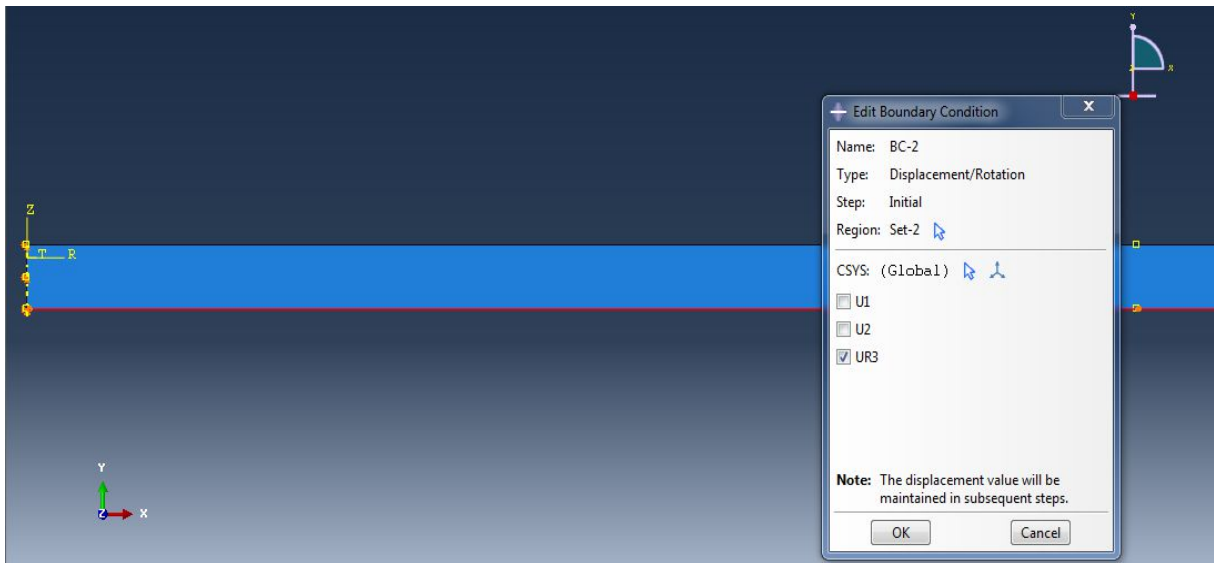 Y
X
Edit Boundary Condition
X
Name: BC-2
Type: Displacement/Rotation
Step: Initial
Region: Set-2
CSYS: (Global)
U1
U2
UR3
Note: The displacement value will be
maintained in subsequent steps.
OK Cancel
Z
T R
Y
Z X